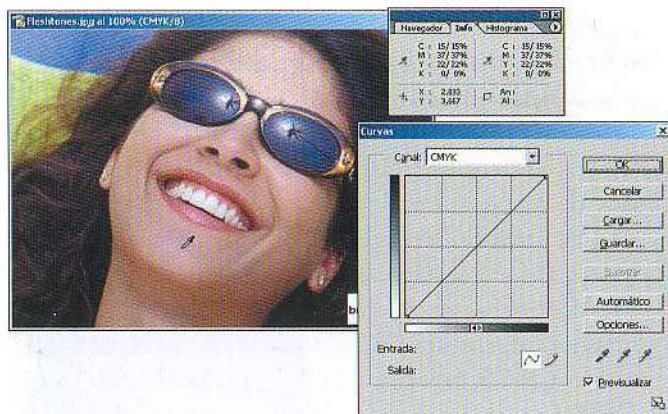 Fleshtones.jpg al 100% (CMYK/8)
Navegador Info Histograma
C : 15/ 15% C : 15/ 15%
M : 37/ 37% M : 37/ 37%
Y : 22/ 22% Y : 22/ 22%
K : 0/ 0% K : 0/ 0%
X : 2,033 An :
Y : 3,667 Al :
Curvas
Canal: CMYK
OK
Cancelar
Cargar...
Guardar...
Suavizar
Automático
Opciones...
Entrada:
Salida:
Previsualizar